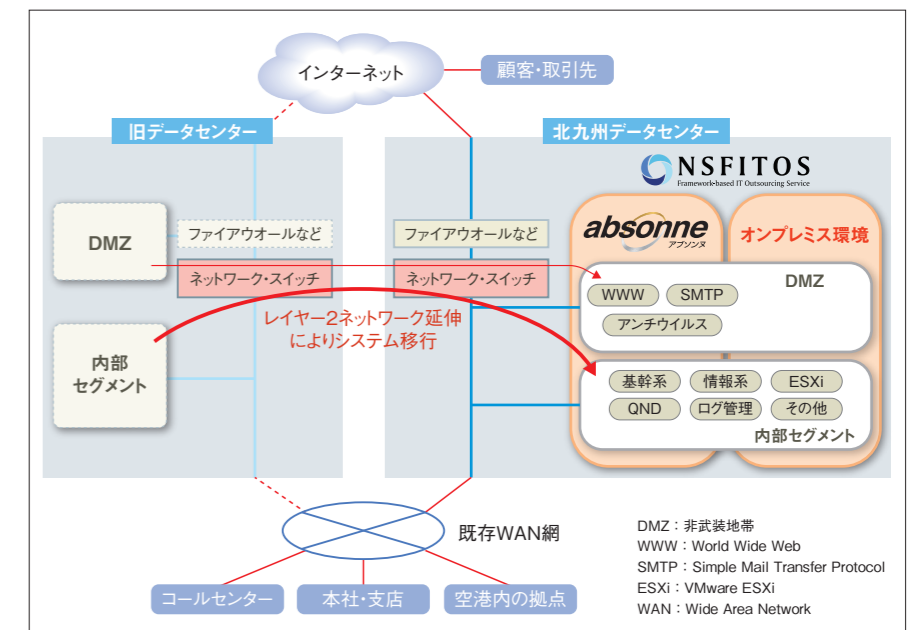 インターネット
顧客・取引先
旧データセンター
北九州データセンター
NSFITOS
Framework-based IT Outsourcing Service
DMZ
ファイアウオールなど
ファイアウオールなど
absonne
アブソンヌ
オンプレミス環境
ネットワーク・スイッチ
ネットワーク・スイッチ
DMZ
WWW
SMTP
アンチウイルス
レイヤー2ネットワーク延伸
によりシステム移行
内部
セグメント
基幹系
情報系
ESXi
QND
ログ管理
その他
内部セグメント
既存WAN網
コールセンター
本社・支店
空港内の拠点
DMZ：非武装地帯
WWW：World Wide Web
SMTP：Simple Mail Transfer Protocol
ESXi：VMware ESXi
WAN：Wide Area Network